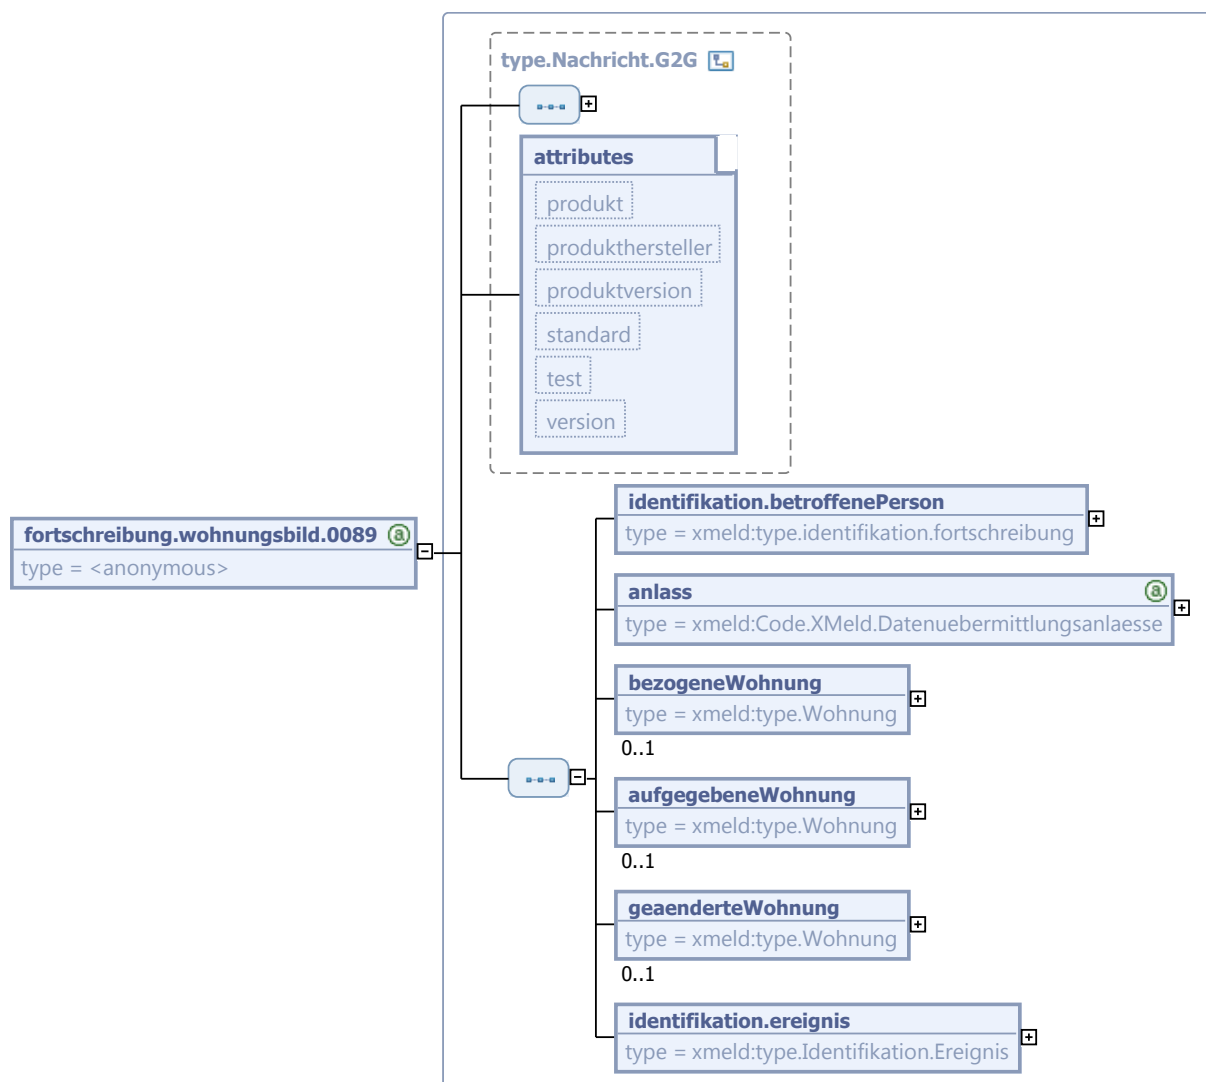 type.Nachricht.G2G
attributes
produkt
produkthersteller
produktversion
standard
test
version
fortschreibung.wohnungsbild.0089 a
type = <anonymous>
identifikation.betroffenePerson
type = xmeld:type.identifikation.fortschreibung
anlass a
type = xmeld:Code.XMeld.Datenuebermittlungsanlaesse
bezogeneWohnung
type = xmeld:type.Wohnung
0..1
aufgegebeneWohnung
type = xmeld:type.Wohnung
0..1
geaenderteWohnung
type = xmeld:type.Wohnung
0..1
identifikation.ereignis
type = xmeld:type.Identifikation.Ereignis